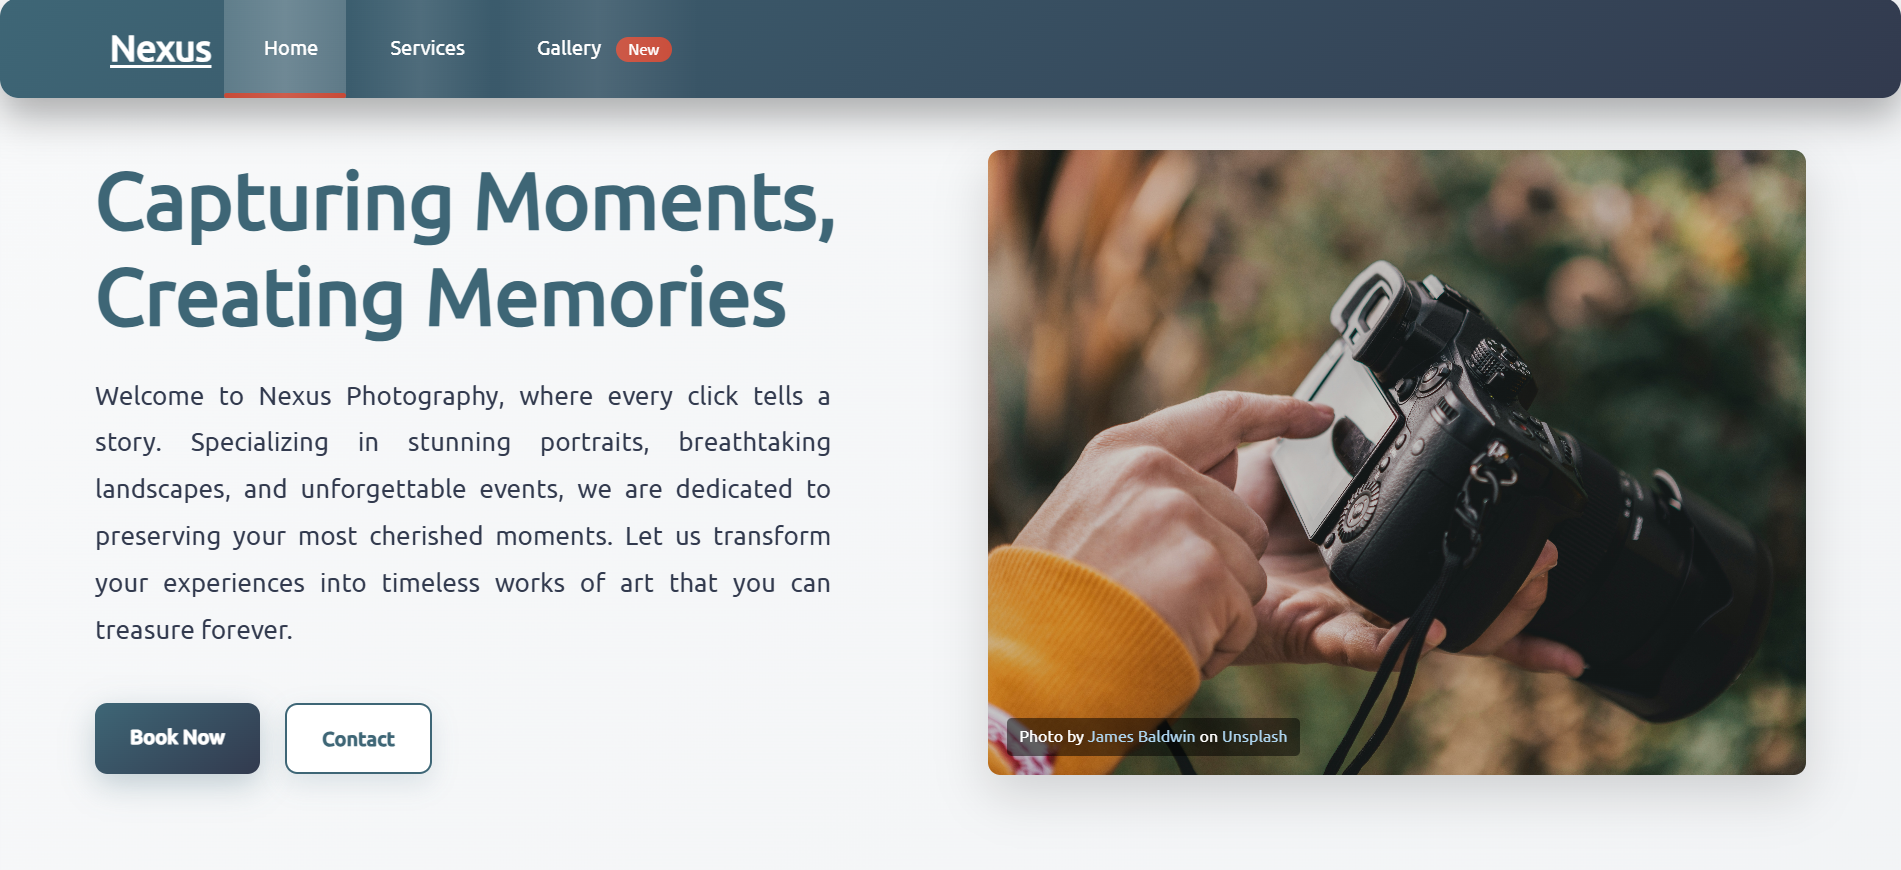 Nexus Home Services Gallery New
Capturing Moments,
Creating Memories
Welcome to Nexus Photography, where every click tells a
story. Specializing in stunning portraits, breathtaking
landscapes, and unforgettable events, we are dedicated to
preserving your most cherished moments. Let us transform
your experiences into timeless works of art that you can
treasure forever.
Book Now Contact
Photo by James Baldwin on Unsplash